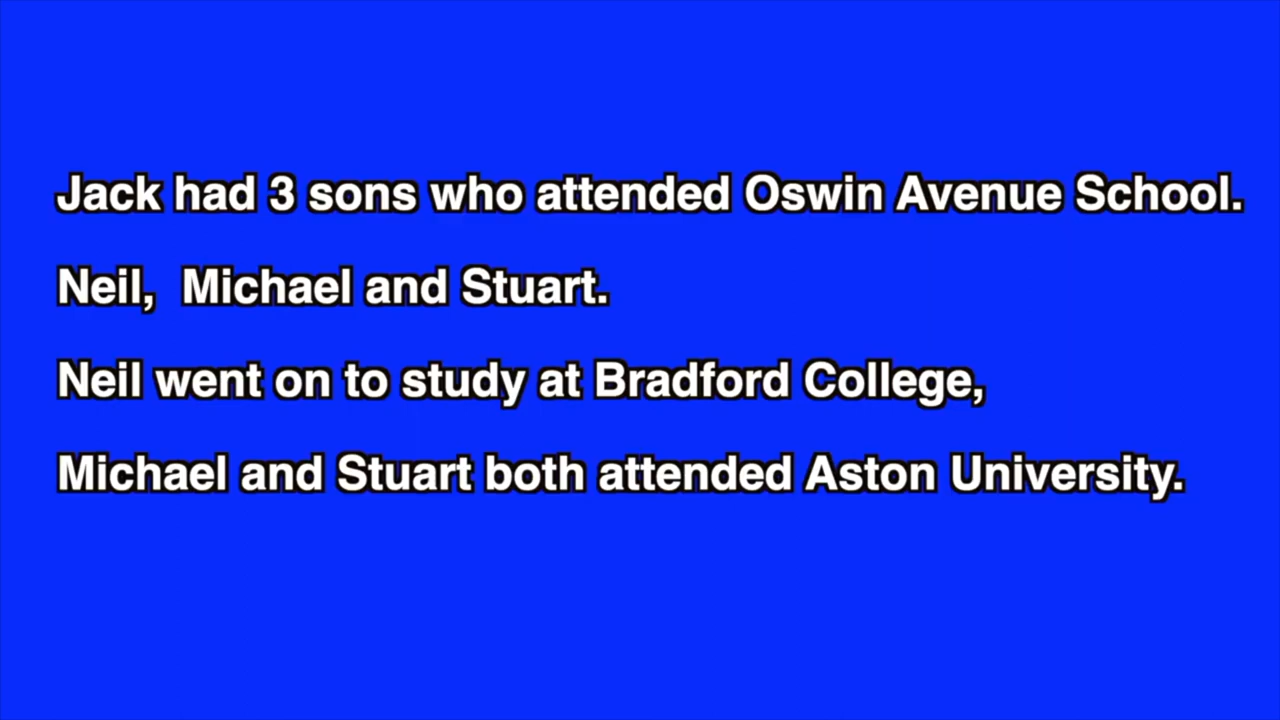 Jack had 3 sons who attended Oswin Avenue School.
Neil,  Michael and Stuart.
Neil went on to study at Bradford College,
Michael and Stuart both attended Aston University.